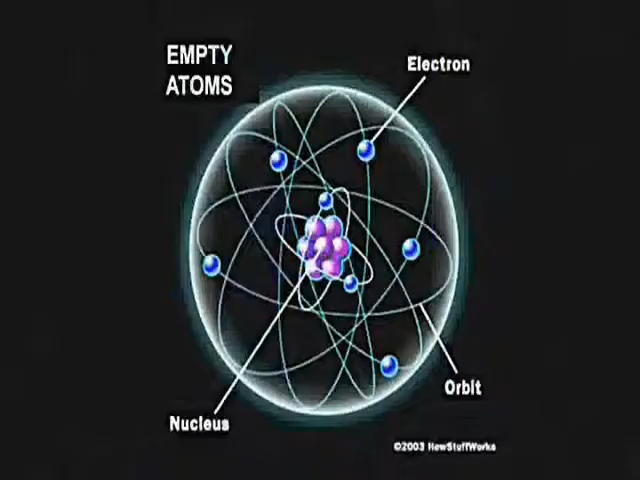 EMPTY
ATOMS
Electron
Orbit
Nucleus
©2003 HowStuffWorks